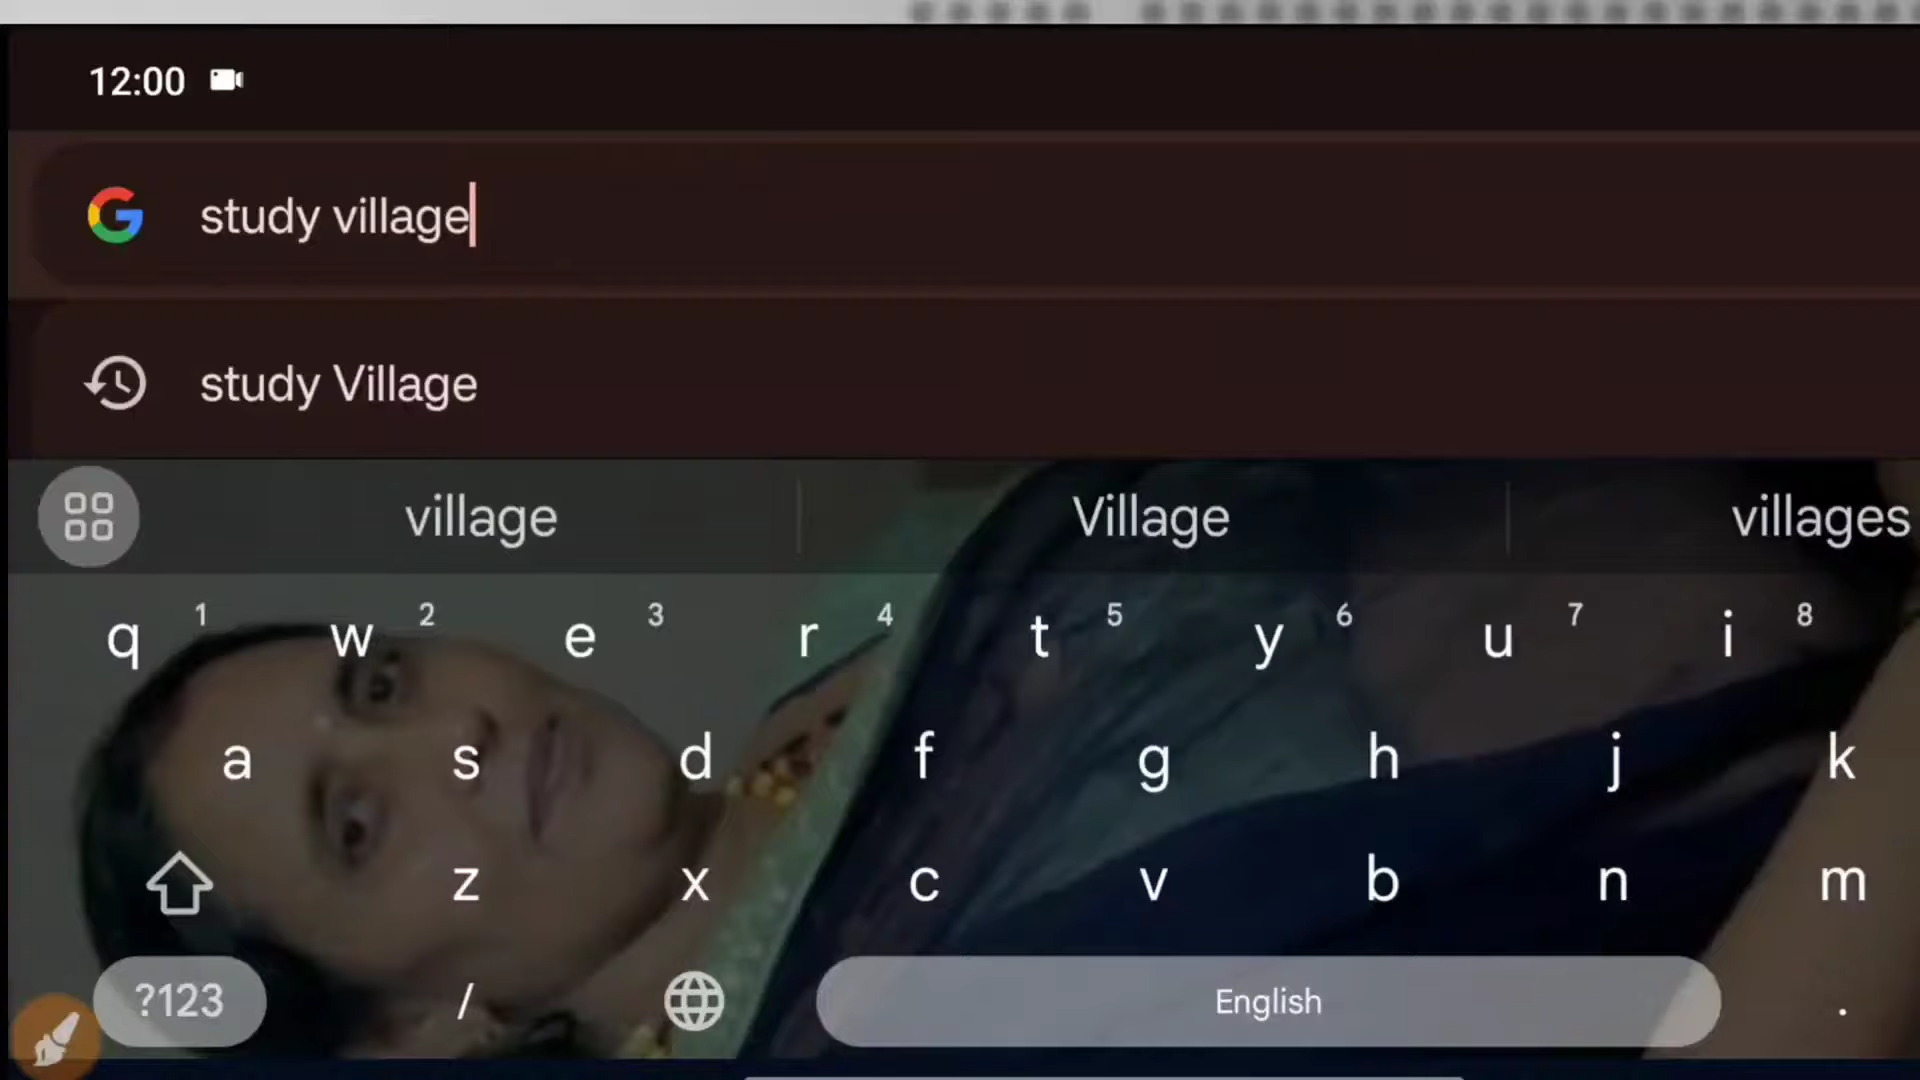 12:00
study village
study Village
village Village villages
q 1 w 2 e 3 r 4 t 5 y 6 u 7 i 8
a s d f g h j k
z x c v b n m
?123 / English .